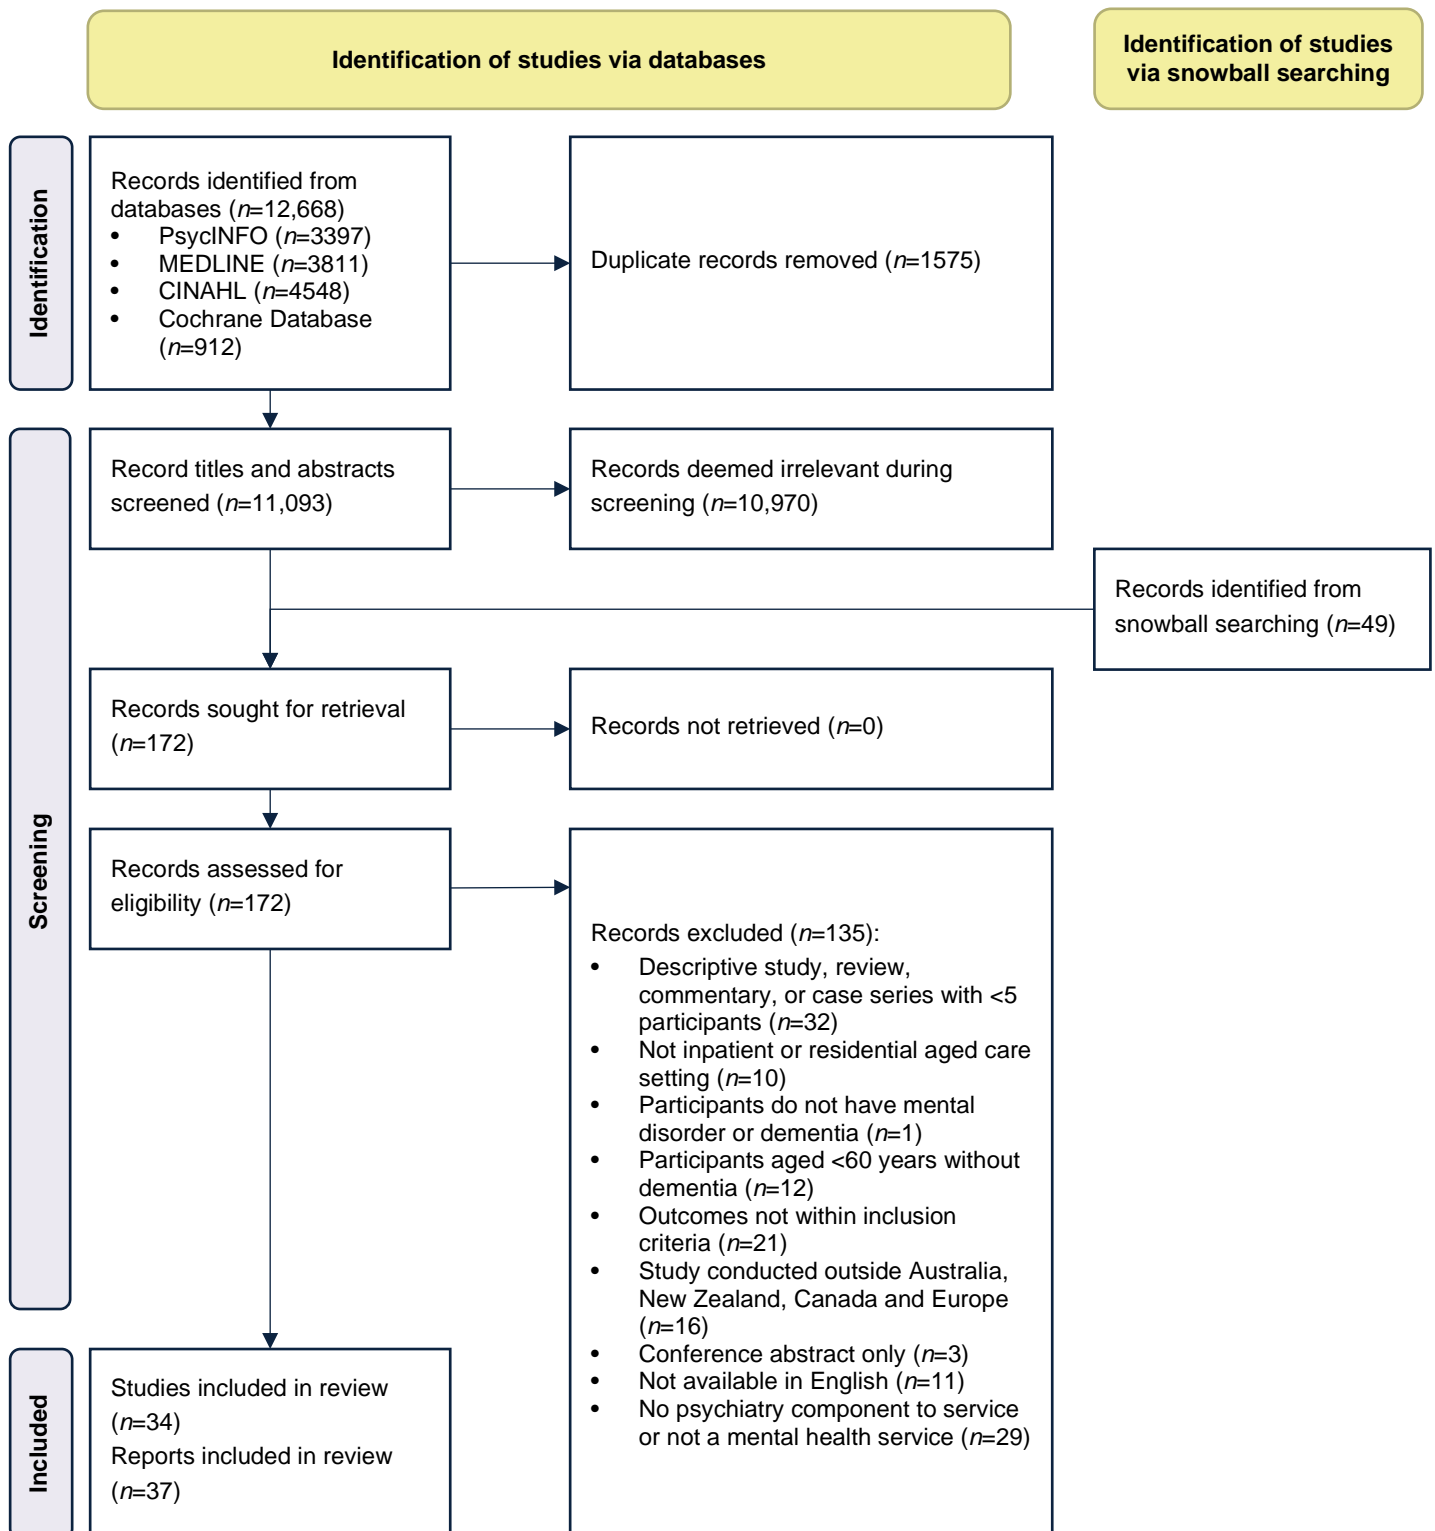 Identification of studies via databases
Identification of studies
via snowball searching
Identification
Records identified from
databases (n=12,668)
• PsycINFO (n=3397)
• MEDLINE (n=3811)
• CINAHL (n=4548)
• Cochrane Database
(n=912)
Duplicate records removed (n=1575)
Screening
Record titles and abstracts
screened (n=11,093)
Records deemed irrelevant during
screening (n=10,970)
Records identified from
snowball searching (n=49)
Records sought for retrieval
(n=172)
Records not retrieved (n=0)
Records assessed for
eligibility (n=172)
Records excluded (n=135):
• Descriptive study, review,
commentary, or case series with <5
participants (n=32)
• Not inpatient or residential aged care
setting (n=10)
• Participants do not have mental
disorder or dementia (n=1)
• Participants aged <60 years without
dementia (n=12)
• Outcomes not within inclusion
criteria (n=21)
• Study conducted outside Australia,
New Zealand, Canada and Europe
(n=16)
• Conference abstract only (n=3)
• Not available in English (n=11)
• No psychiatry component to service
or not a mental health service (n=29)
Included
Studies included in review
(n=34)
Reports included in review
(n=37)